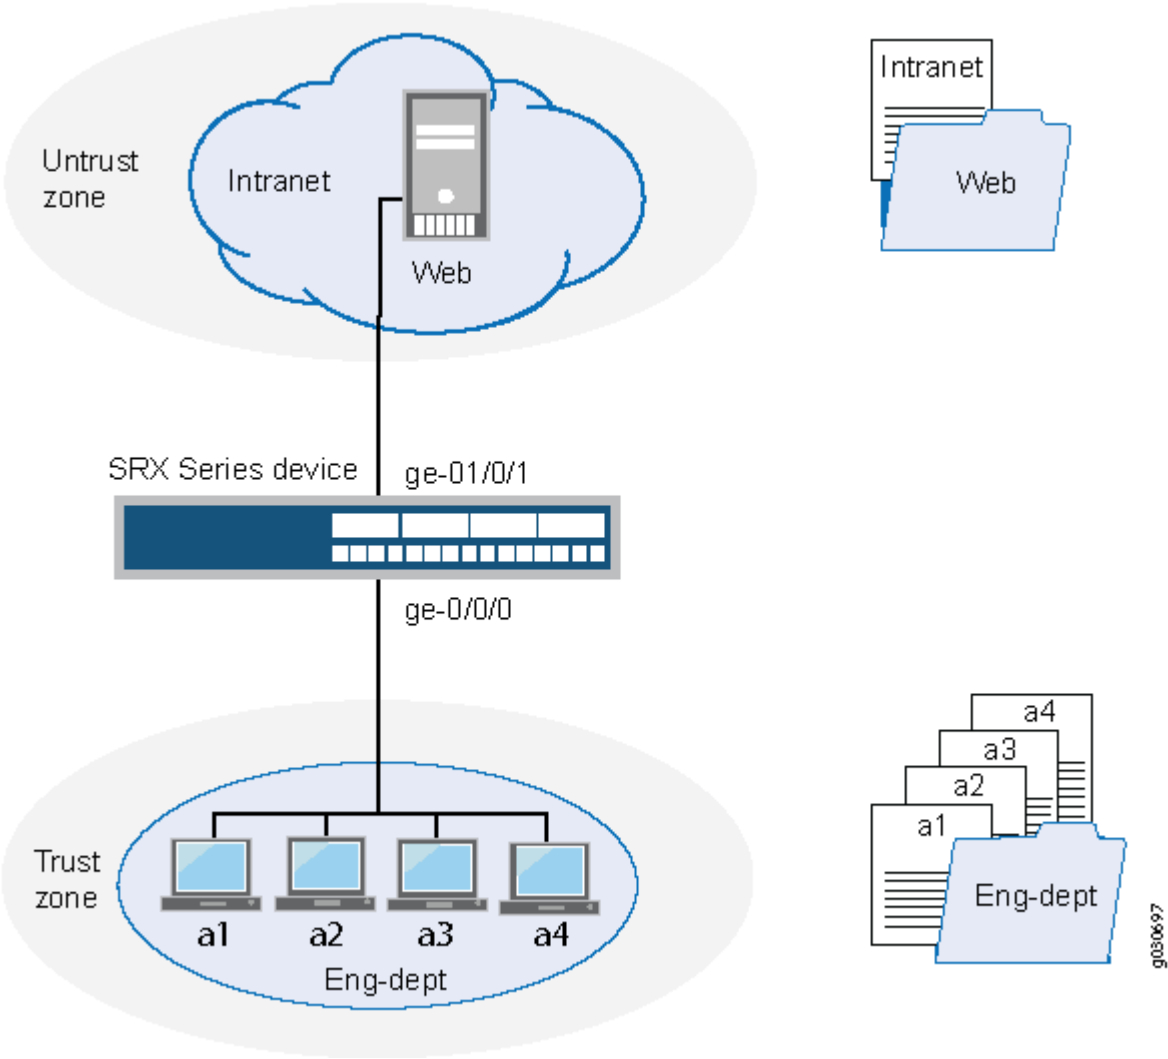 Untrust
zone
Intranet
Web
Intranet
Web
SRX Series device
ge-01/0/1
ge-0/0/0
Trust
zone
a1
a2
a3
a4
Eng-dept
a4
a3
a2
a1
Eng-dept
g030697